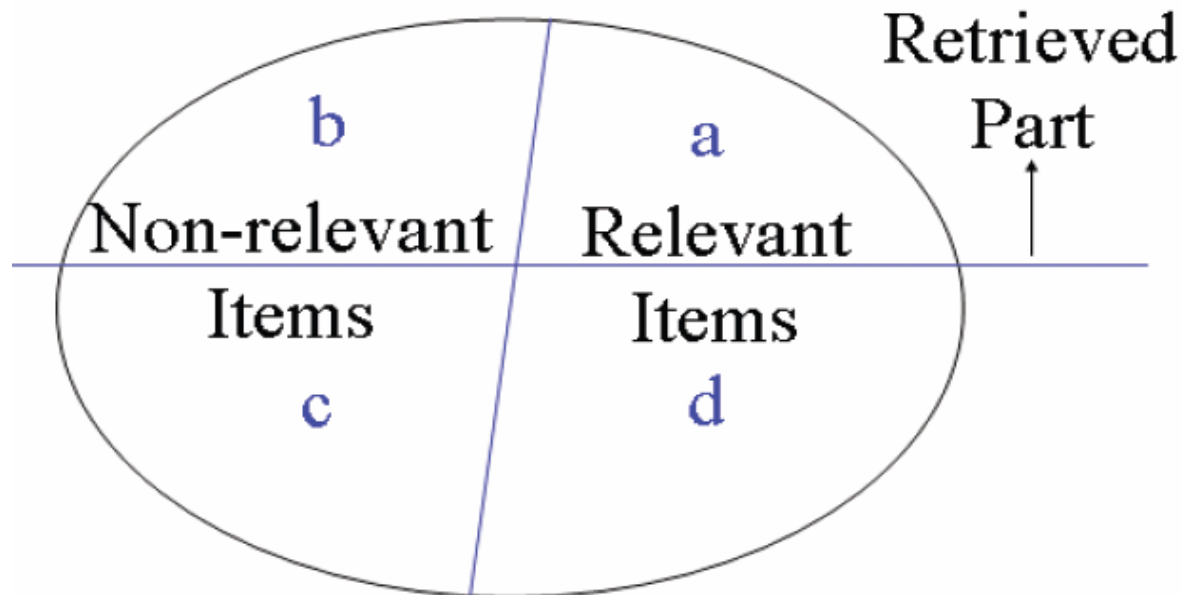 Retrieved
Part
b
a
Non-relevant
Relevant
Items
Items
c
d